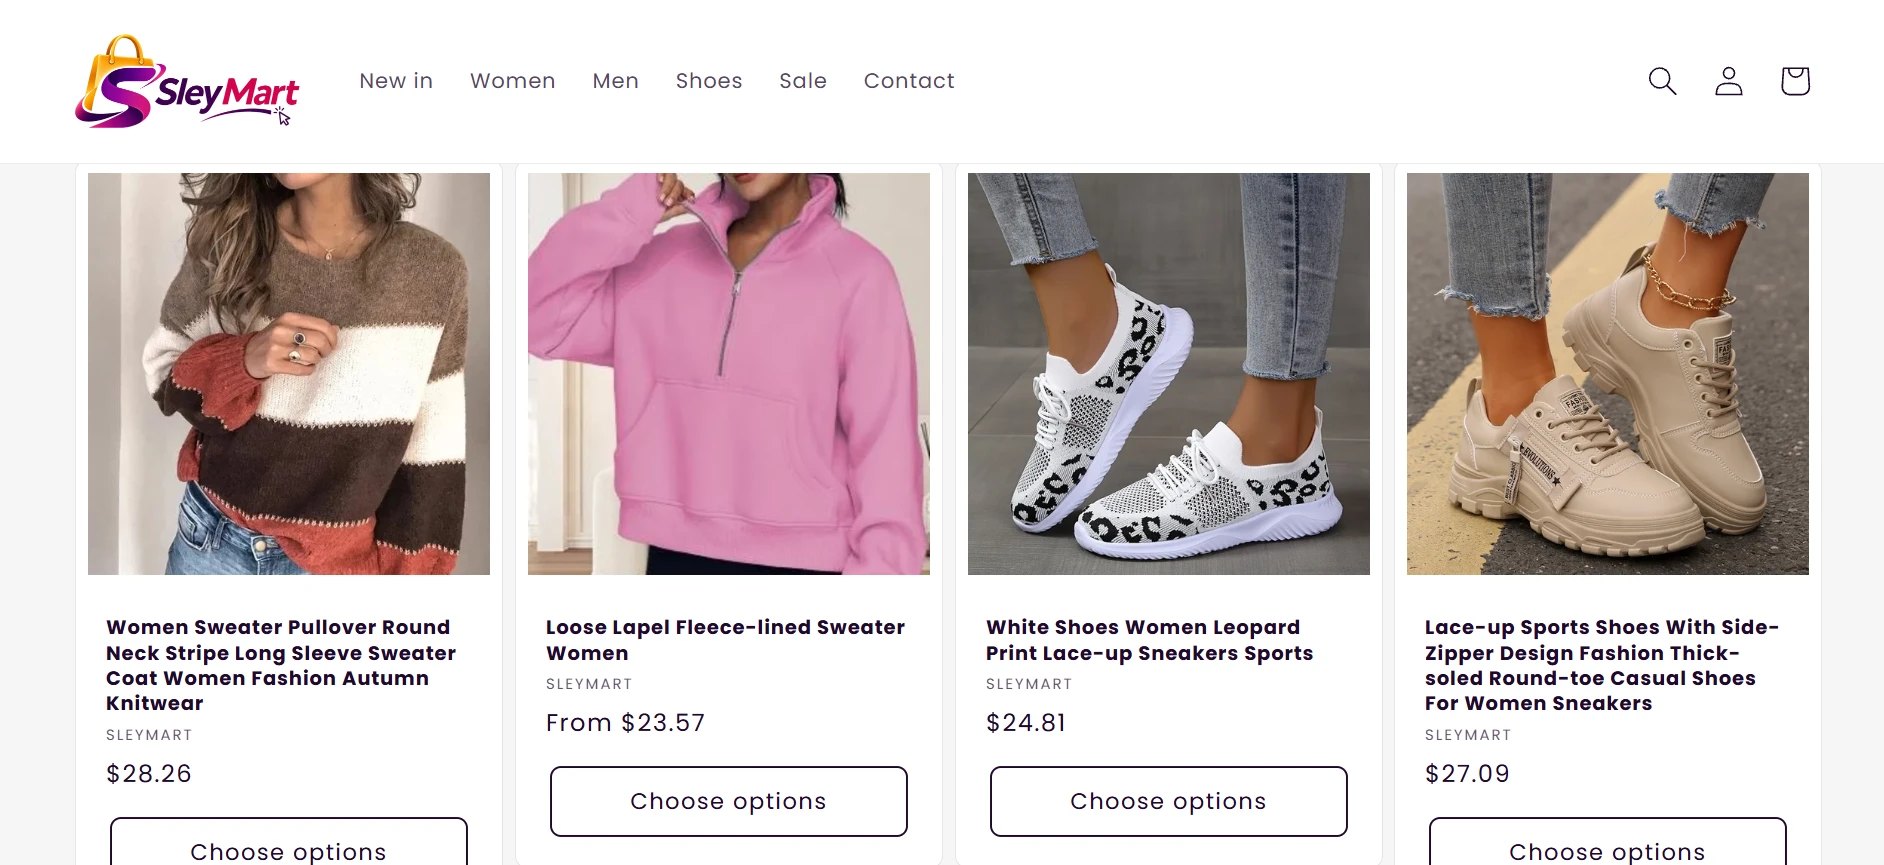 SleyMart
New in Women Men Shoes Sale Contact
FAS
FASHION
EVOLUTIONS
Women Sweater Pullover Round
Neck Stripe Long Sleeve Sweater
Coat Women Fashion Autumn
Knitwear
SLEYMART
$28.26
Choose options
Loose Lapel Fleece-lined Sweater
Women
SLEYMART
From $23.57
Choose options
White Shoes Women Leopard
Print Lace-up Sneakers Sports
SLEYMART
$24.81
Choose options
Lace-up Sports Shoes With Side-
Zipper Design Fashion Thick-
soled Round-toe Casual Shoes
For Women Sneakers
SLEYMART
$27.09
Choose options